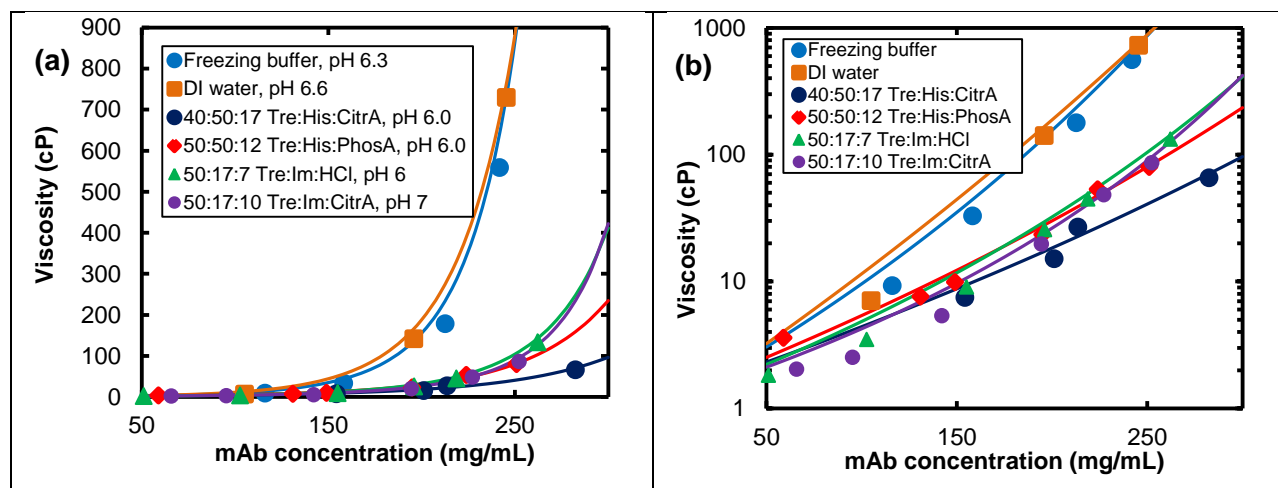 (a)
Viscosity (cP)
900
800
700
600
500
400
300
200
100
0
Freezing buffer, pH 6.3
DI water, pH 6.6
40:50:17 Tre:His:CitrA, pH 6.0
50:50:12 Tre:His:PhosA, pH 6.0
50:17:7 Tre:Im:HCl, pH 6
50:17:10 Tre:Im:CitrA, pH 7
50
150
250
mAb concentration (mg/mL)
(b)
Viscosity (cP)
1000
100
10
1
Freezing buffer
DI water
40:50:17 Tre:His:CitrA
50:50:12 Tre:His:PhosA
50:17:7 Tre:Im:HCl
50:17:10 Tre:Im:CitrA
50
150
250
mAb concentration (mg/mL)